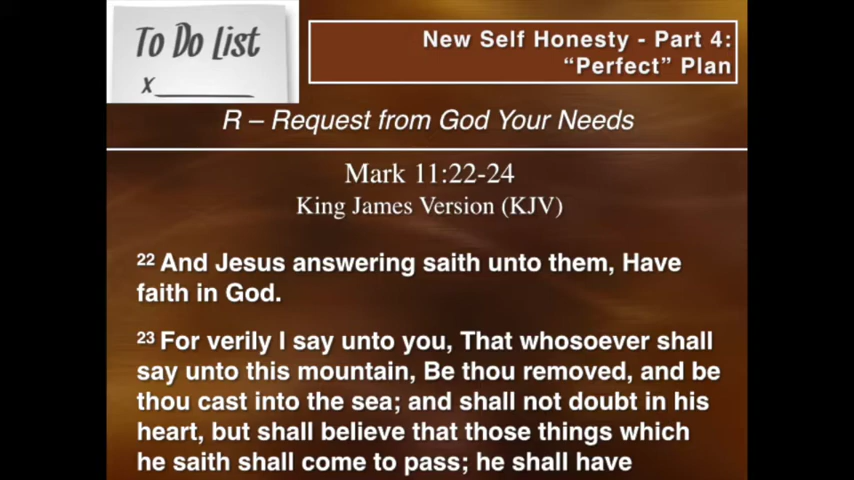 To Do List
x
New Self Honesty - Part 4:
“Perfect” Plan
R – Request from God Your Needs
Mark 11:22-24
King James Version (KJV)
22 And Jesus answering saith unto them, Have
faith in God.
23 For verily I say unto you, That whosoever shall
say unto this mountain, Be thou removed, and be
thou cast into the sea; and shall not doubt in his
heart, but shall believe that those things which
he saith shall come to pass; he shall have